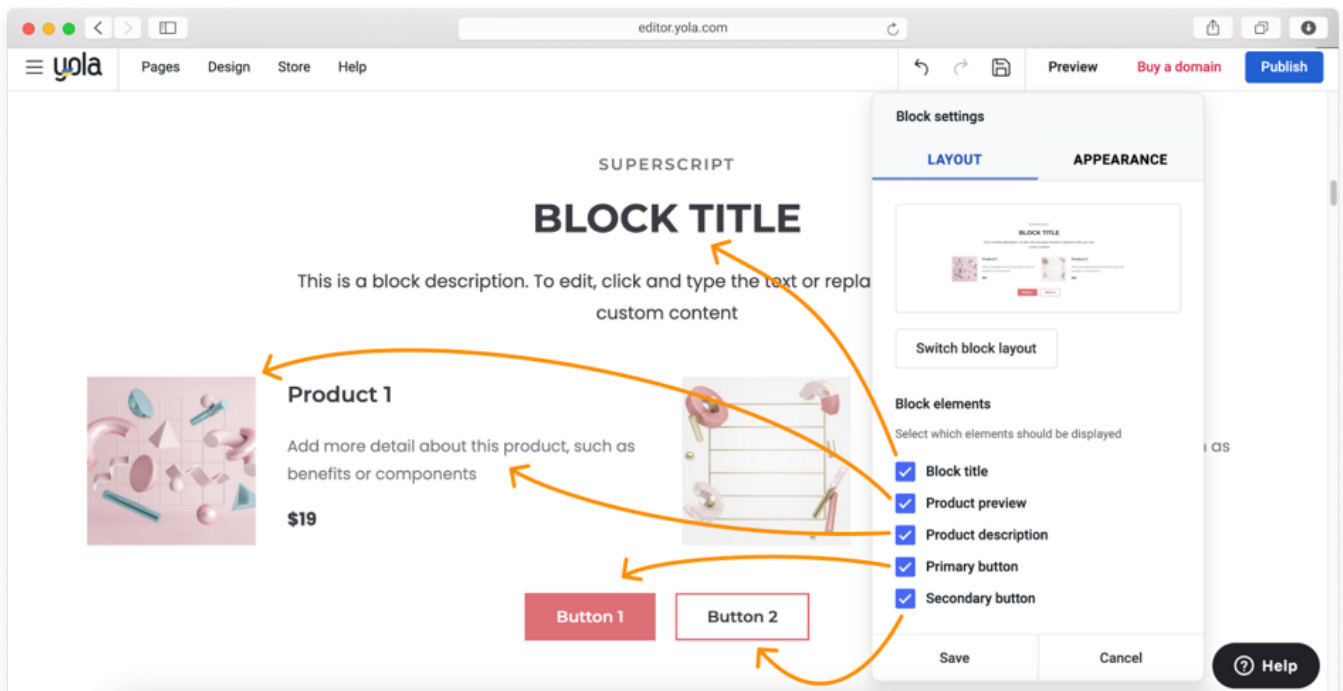 editor.yola.com
yola
Pages Design Store Help
Preview Buy a domain Publish
Block settings
LAYOUT APPEARANCE
SUPERSCRIPT
BLOCK TITLE
This is a block description. To edit, click and type the text or repla
custom content
BLOCK TITLE
Switch block layout
Product 1
Add more detail about this product, such as
benefits or components
$19
as
Button 1 Button 2
Block elements
Select which elements should be displayed
Block title
Product preview
Product description
Primary button
Secondary button
Save Cancel
Help